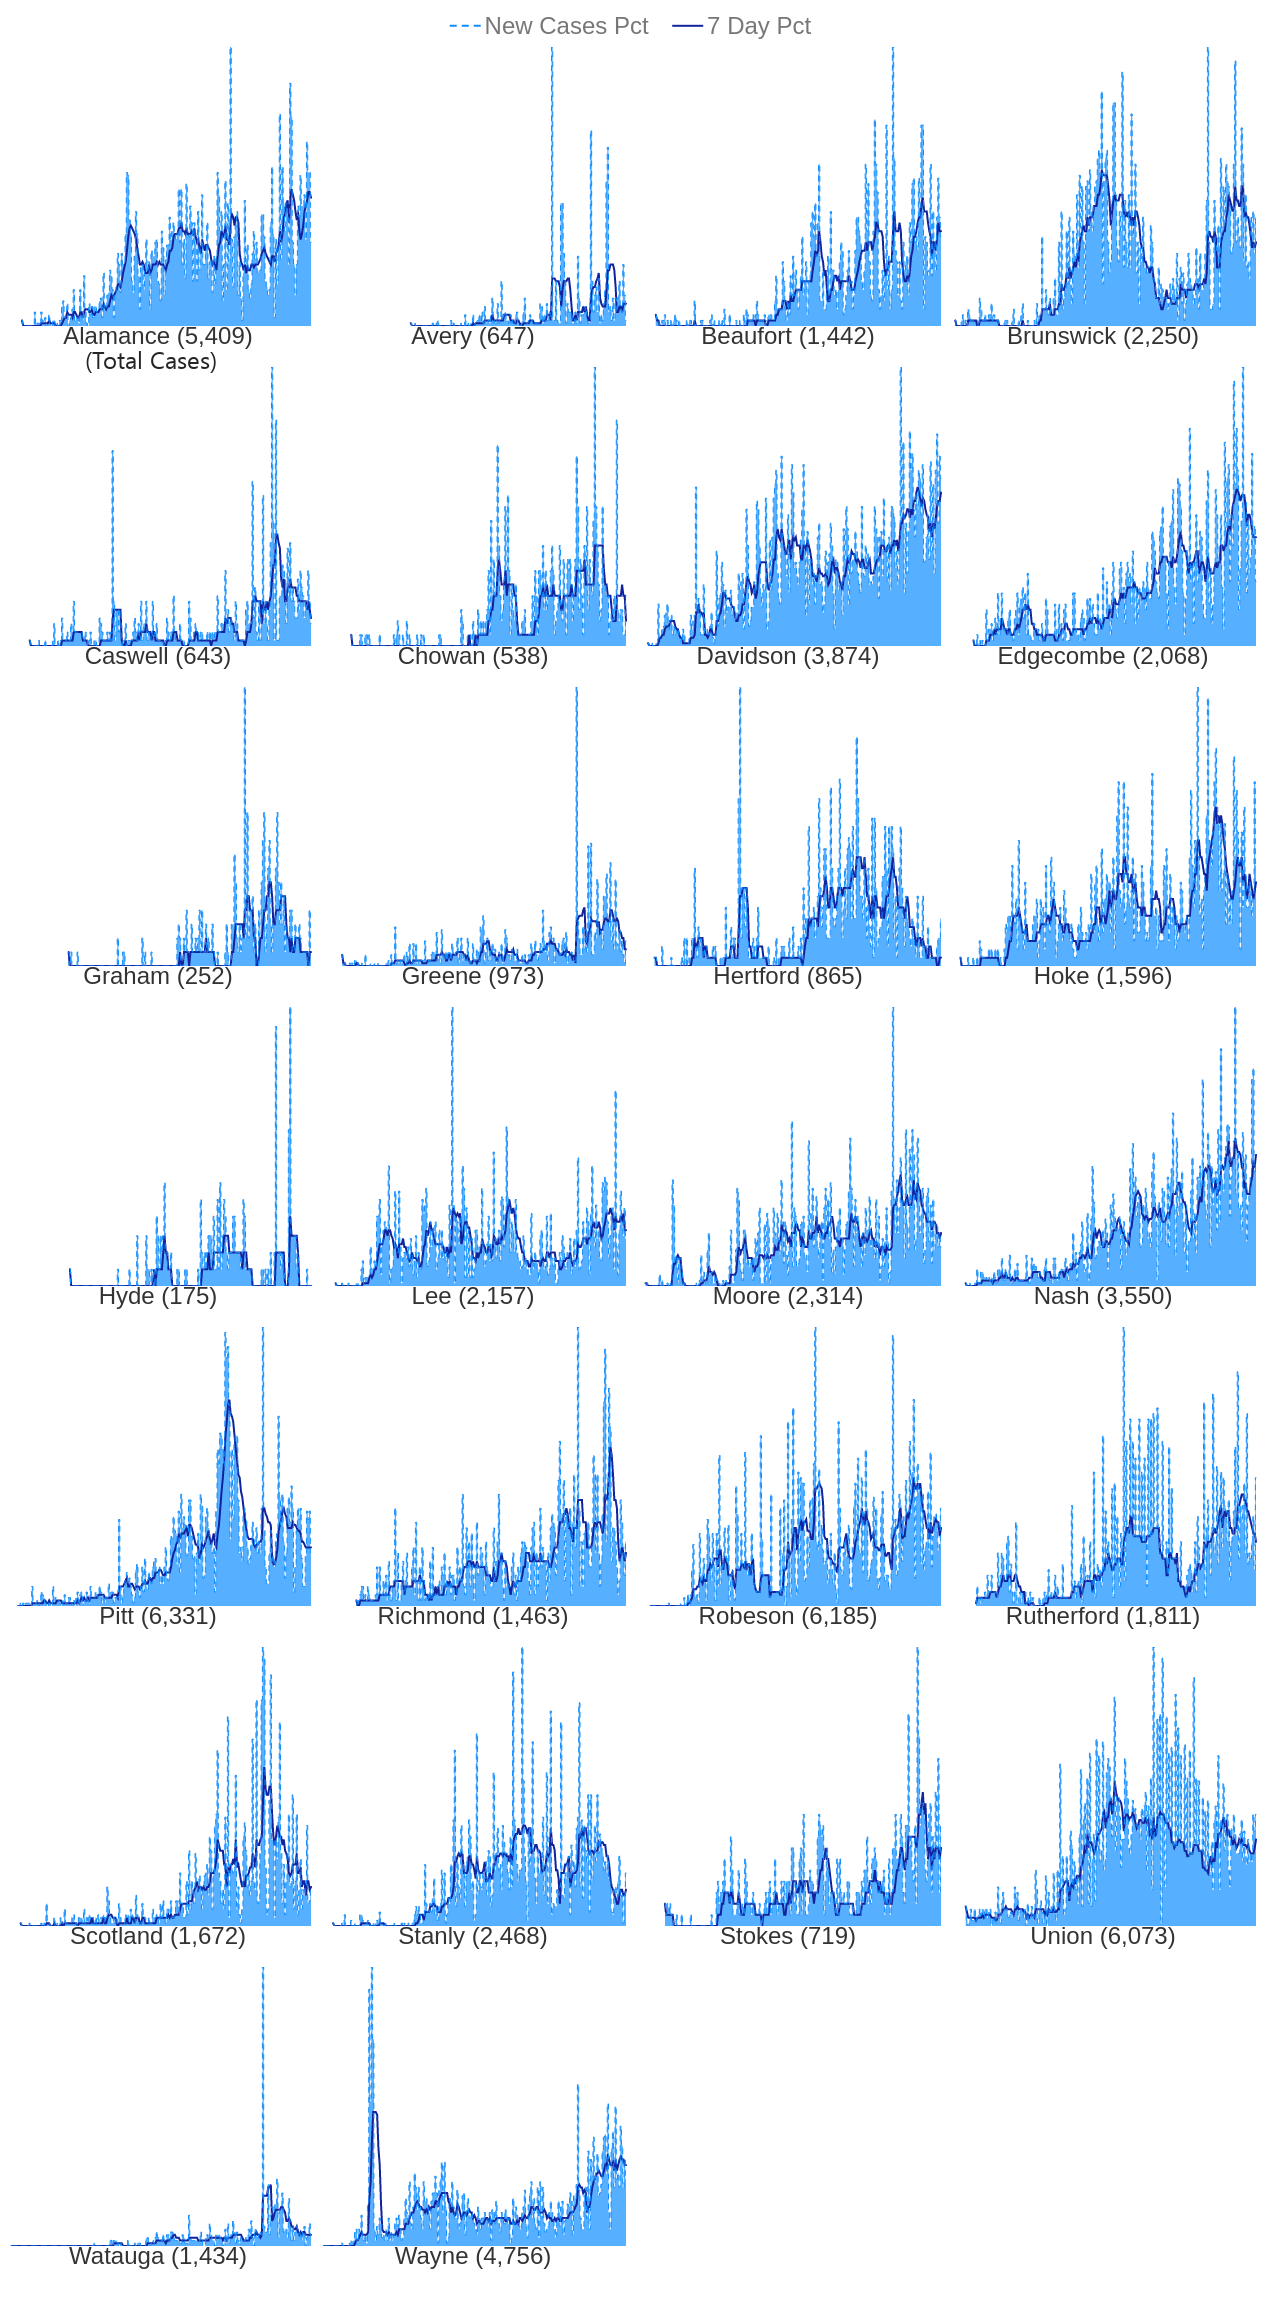 New Cases Pct 7 Day Pct
Alamance (5,409) Avery (647) Beaufort (1,442) Brunswick (2,250)
(Total Cases)
Caswell (643) Chowan (538) Davidson (3,874) Edgecombe (2,068)
Graham (252) Greene (973) Hertford (865) Hoke (1,596)
Hyde (175) Lee (2,157) Moore (2,314) Nash (3,550)
Pitt (6,331) Richmond (1,463) Robeson (6,185) Rutherford (1,811)
Scotland (1,672) Stanly (2,468) Stokes (719) Union (6,073)
Watauga (1,434) Wayne (4,756)